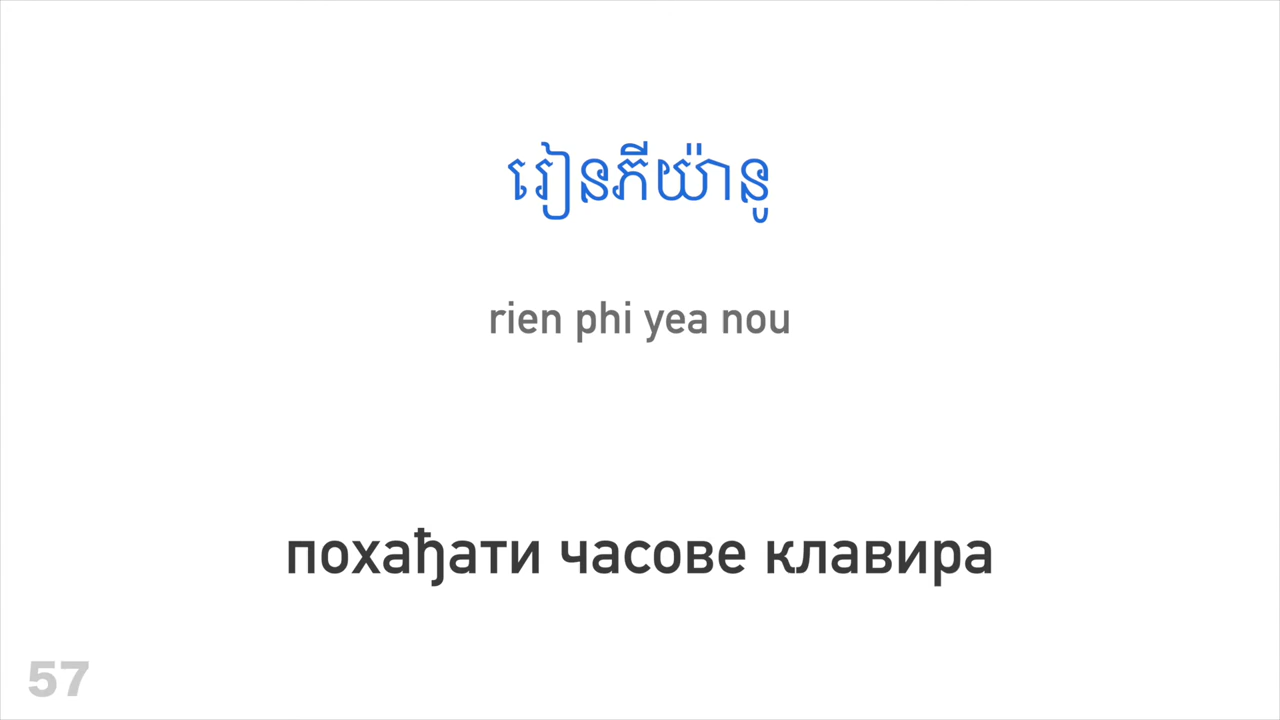 រៀនភីយ៉ានូ
rien phi yea nou
похађати часове клавира
57